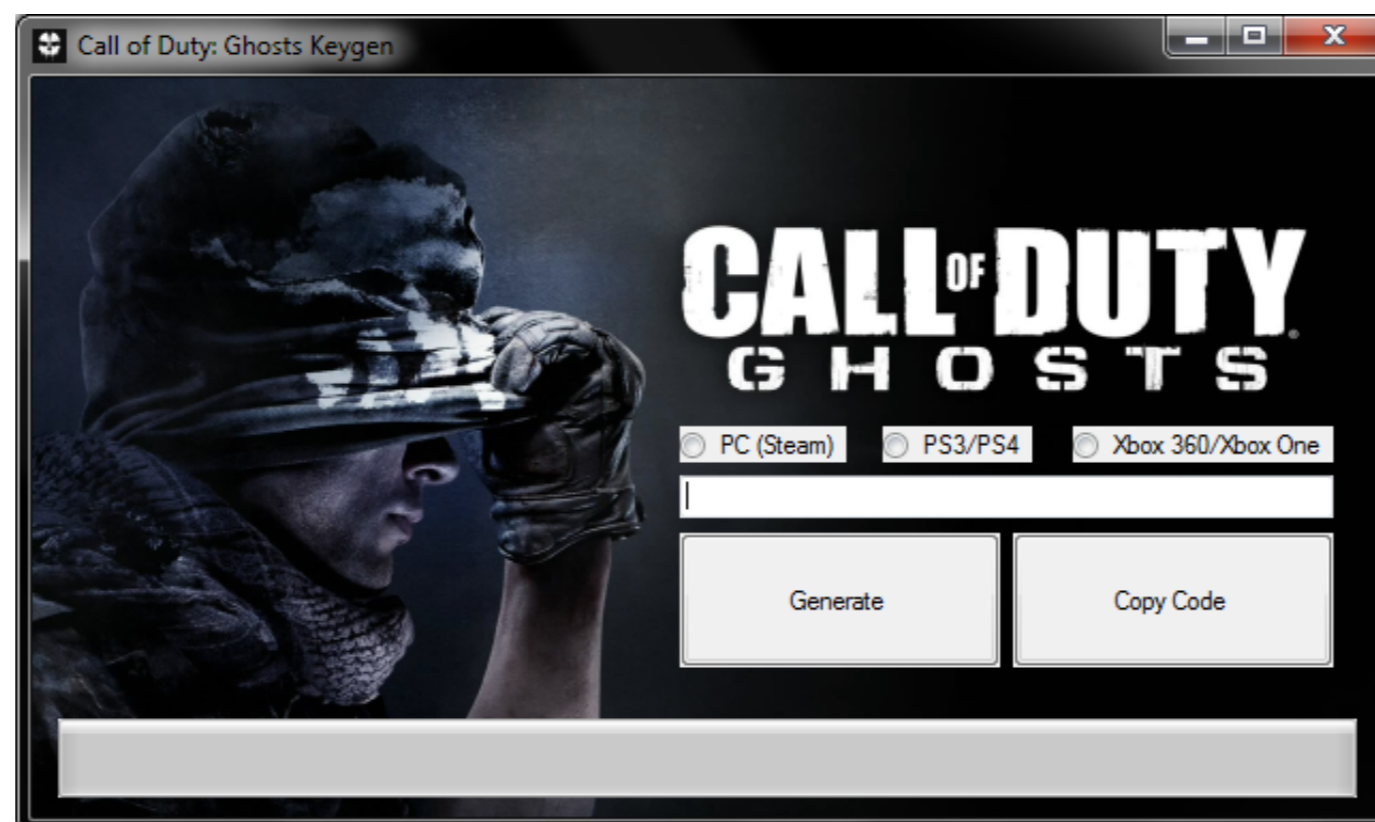 Call of Duty: Ghosts Keygen
CALL OF DUTY®
GHOSTS
PC (Steam) PS3/PS4 Xbox 360/Xbox One
Generate Copy Code